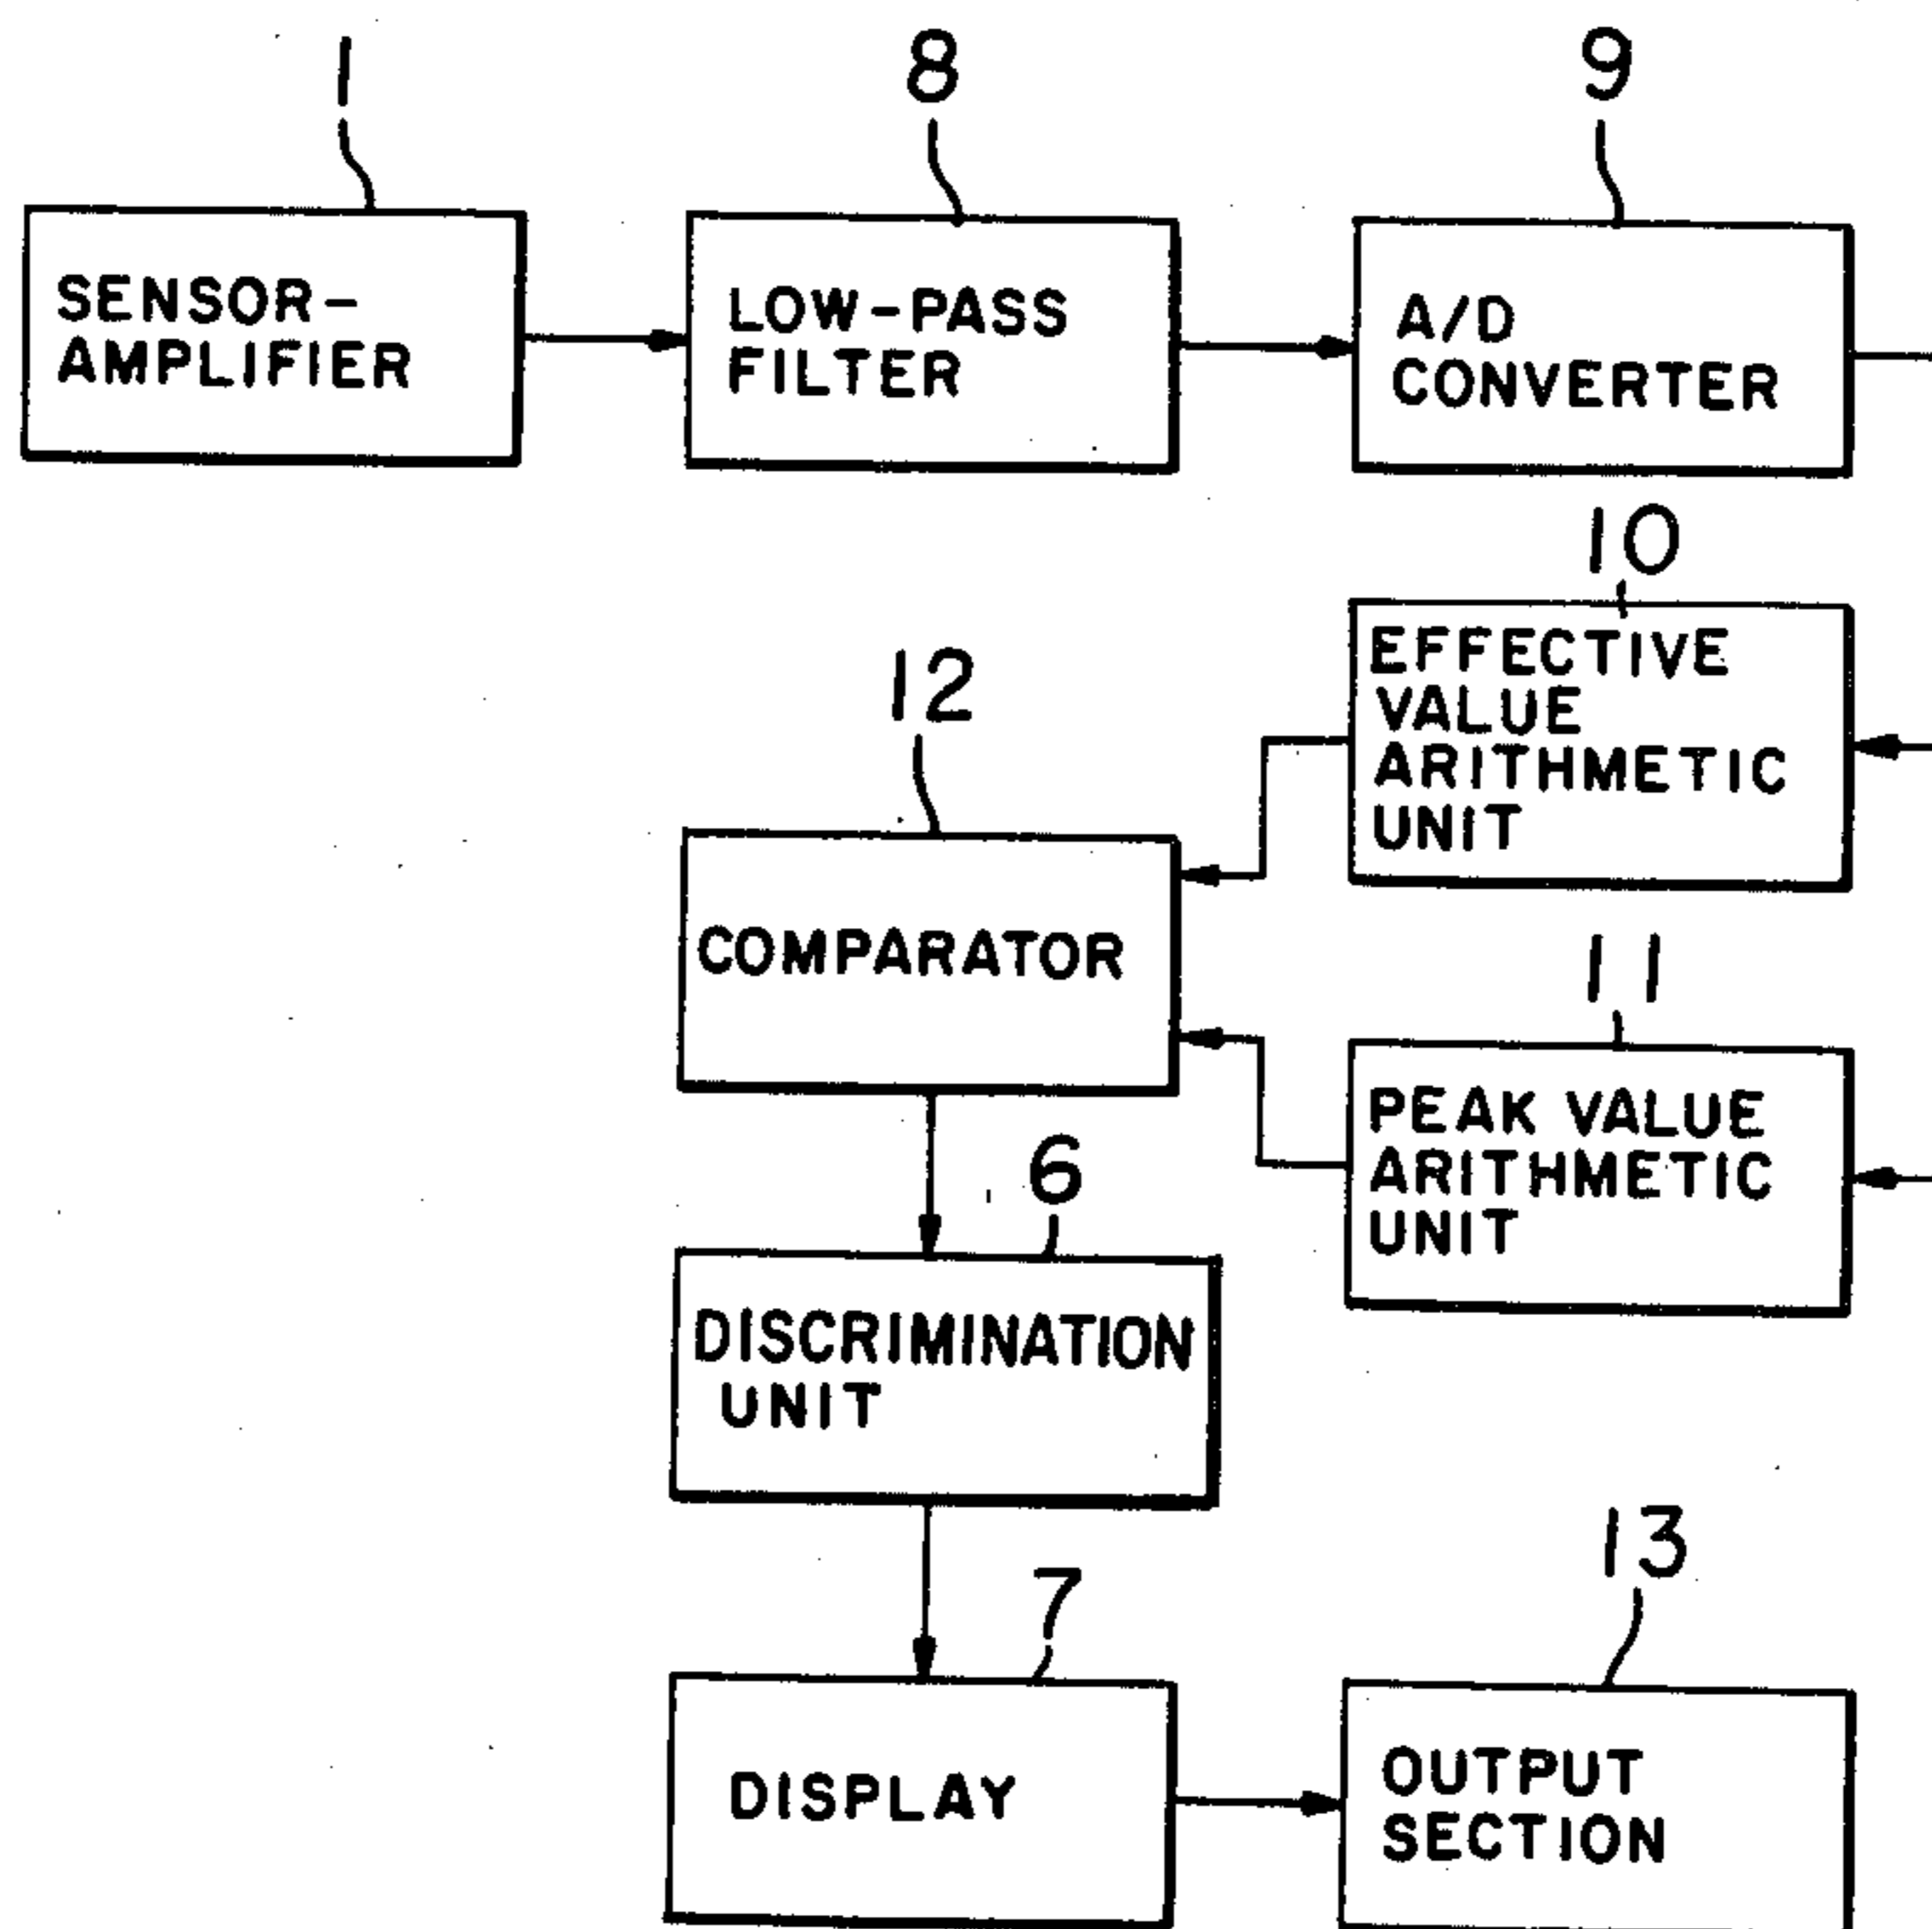 1
8
9
SENSOR-
AMPLIFIER
LOW-PASS
FILTER
A/D
CONVERTER
10
EFFECTIVE
VALUE
ARITHMETIC
UNIT
12
COMPARATOR
11
PEAK VALUE
ARITHMETIC
UNIT
6
DISCRIMINATION
UNIT
7
DISPLAY
13
OUTPUT
SECTION